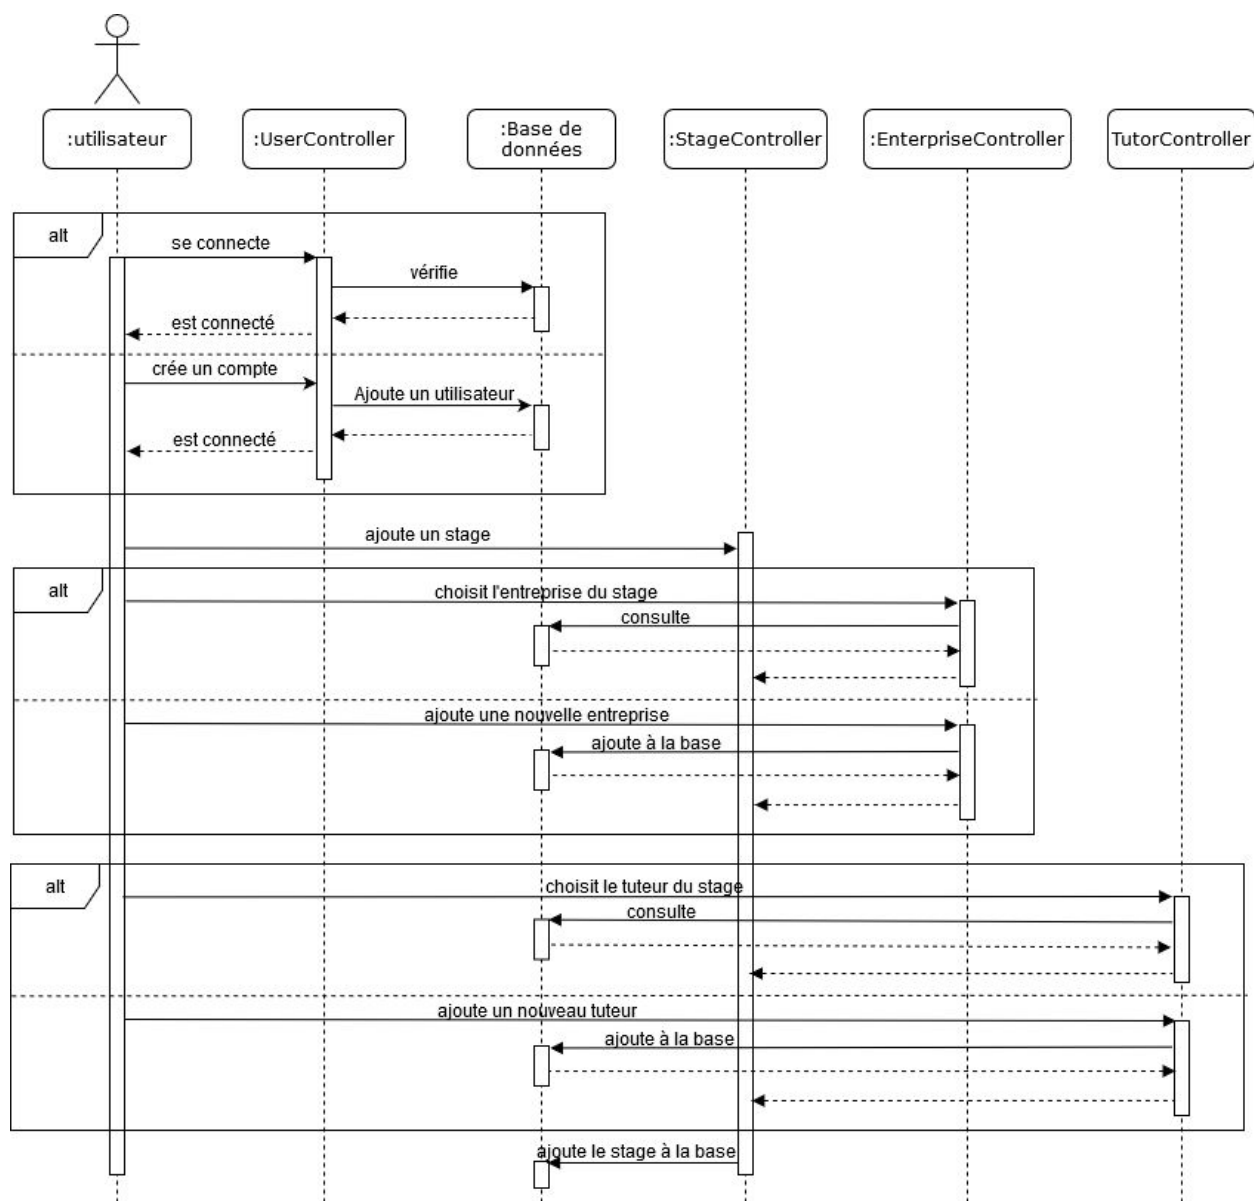 :utilisateur
:UserController
:Base de
données
:StageController
:EnterpriseController
TutorController
alt
se connecte
vérifie
est connecté
crée un compte
Ajoute un utilisateur
est connecté
ajoute un stage
alt
choisit l'entreprise du stage
consulte
ajoute une nouvelle entreprise
ajoute à la base
alt
choisit le tuteur du stage
consulte
ajoute un nouveau tuteur
ajoute à la base
ajoute le stage à la base